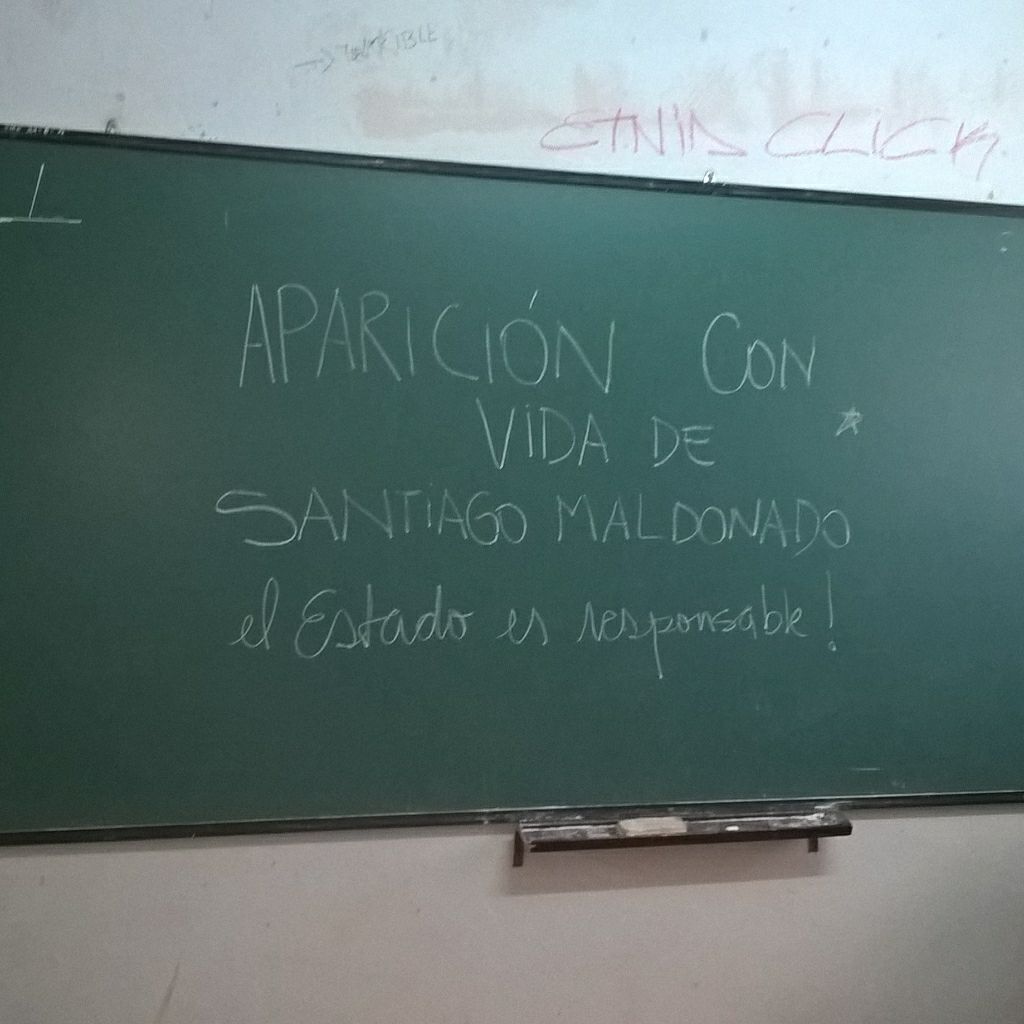 ETNIA CLICK
APARICIÓN CON
VIDA DE
SANTIAGO MALDONADO
el Estado es responsable!